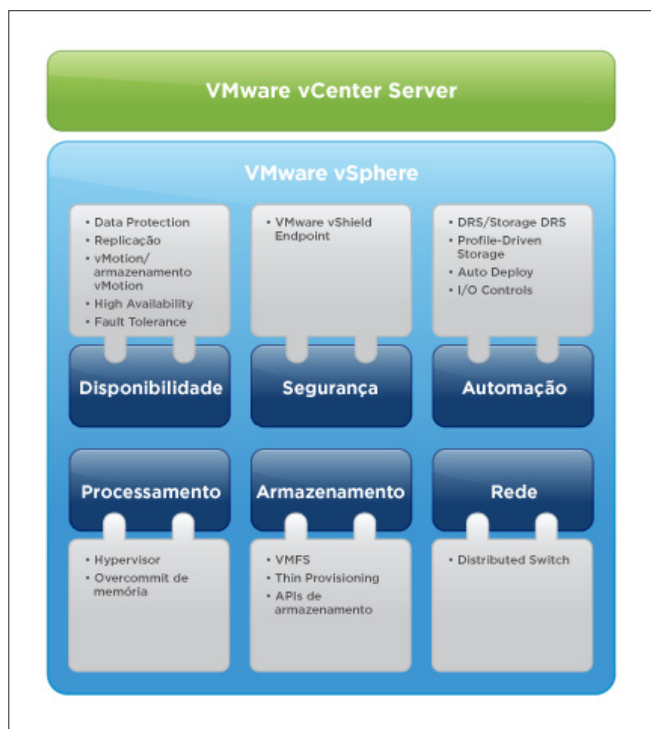 VMware vCenter Server
VMware vSphere
• Data Protection
• Replicação
• vMotion/
armazenamento
vMotion
• High Availability
• Fault Tolerance
Disponibilidade
• VMware vShield
Endpoint
Segurança
• DRS/Storage DRS
• Profile-Driven
Storage
• Auto Deploy
• I/O Controls
Automação
Processamento
• Hypervisor
• Overcommit de
memória
Armazenamento
• VMFS
• Thin Provisioning
• APIs de
armazenamento
Rede
• Distributed Switch